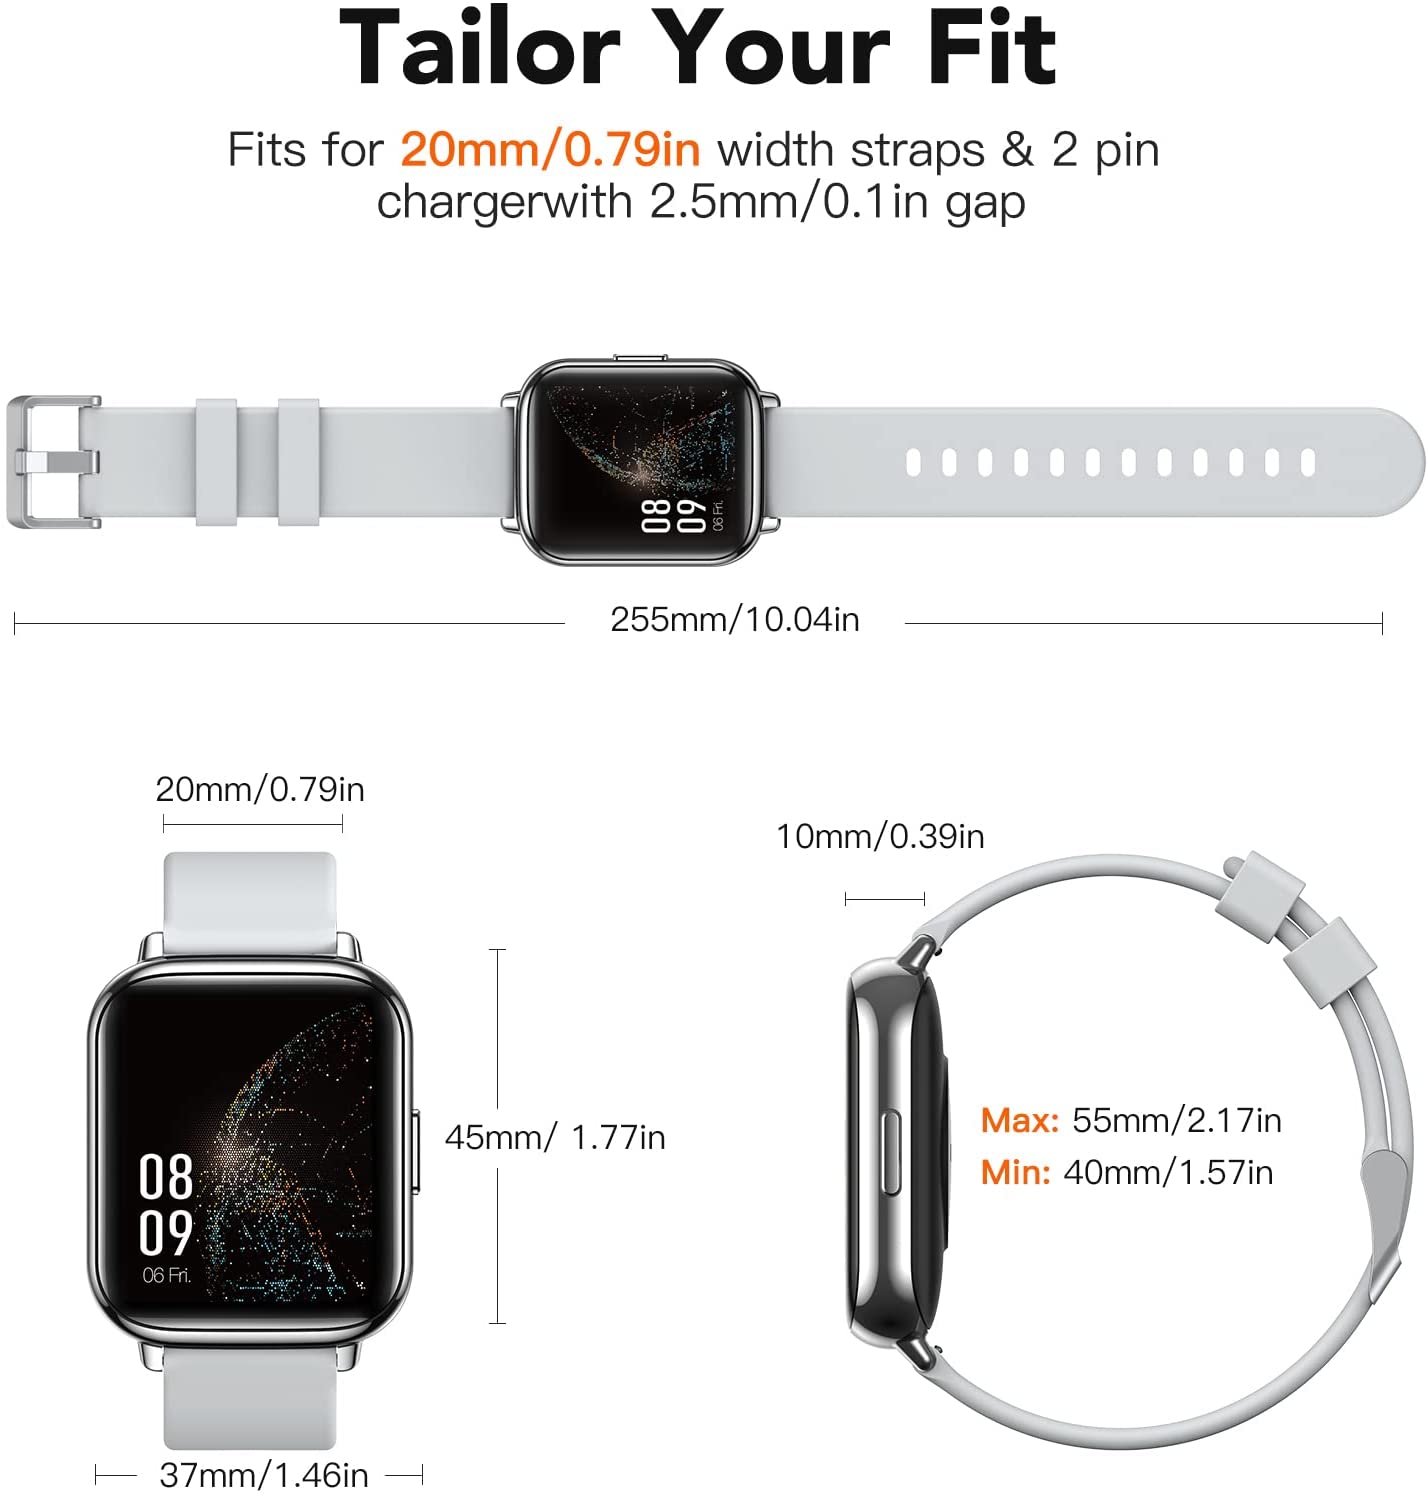 Tailor Your Fit
Fits for 20mm/0.79in width straps & 2 pin
chargerwith 2.5mm/0.1in gap
08
09
06 Fri.
255mm/10.04in
20mm/0.79in
10mm/0.39in
45mm/ 1.77in
Max: 55mm/2.17in
Min: 40mm/1.57in
08
09
06 Fri.
37mm/1.46in